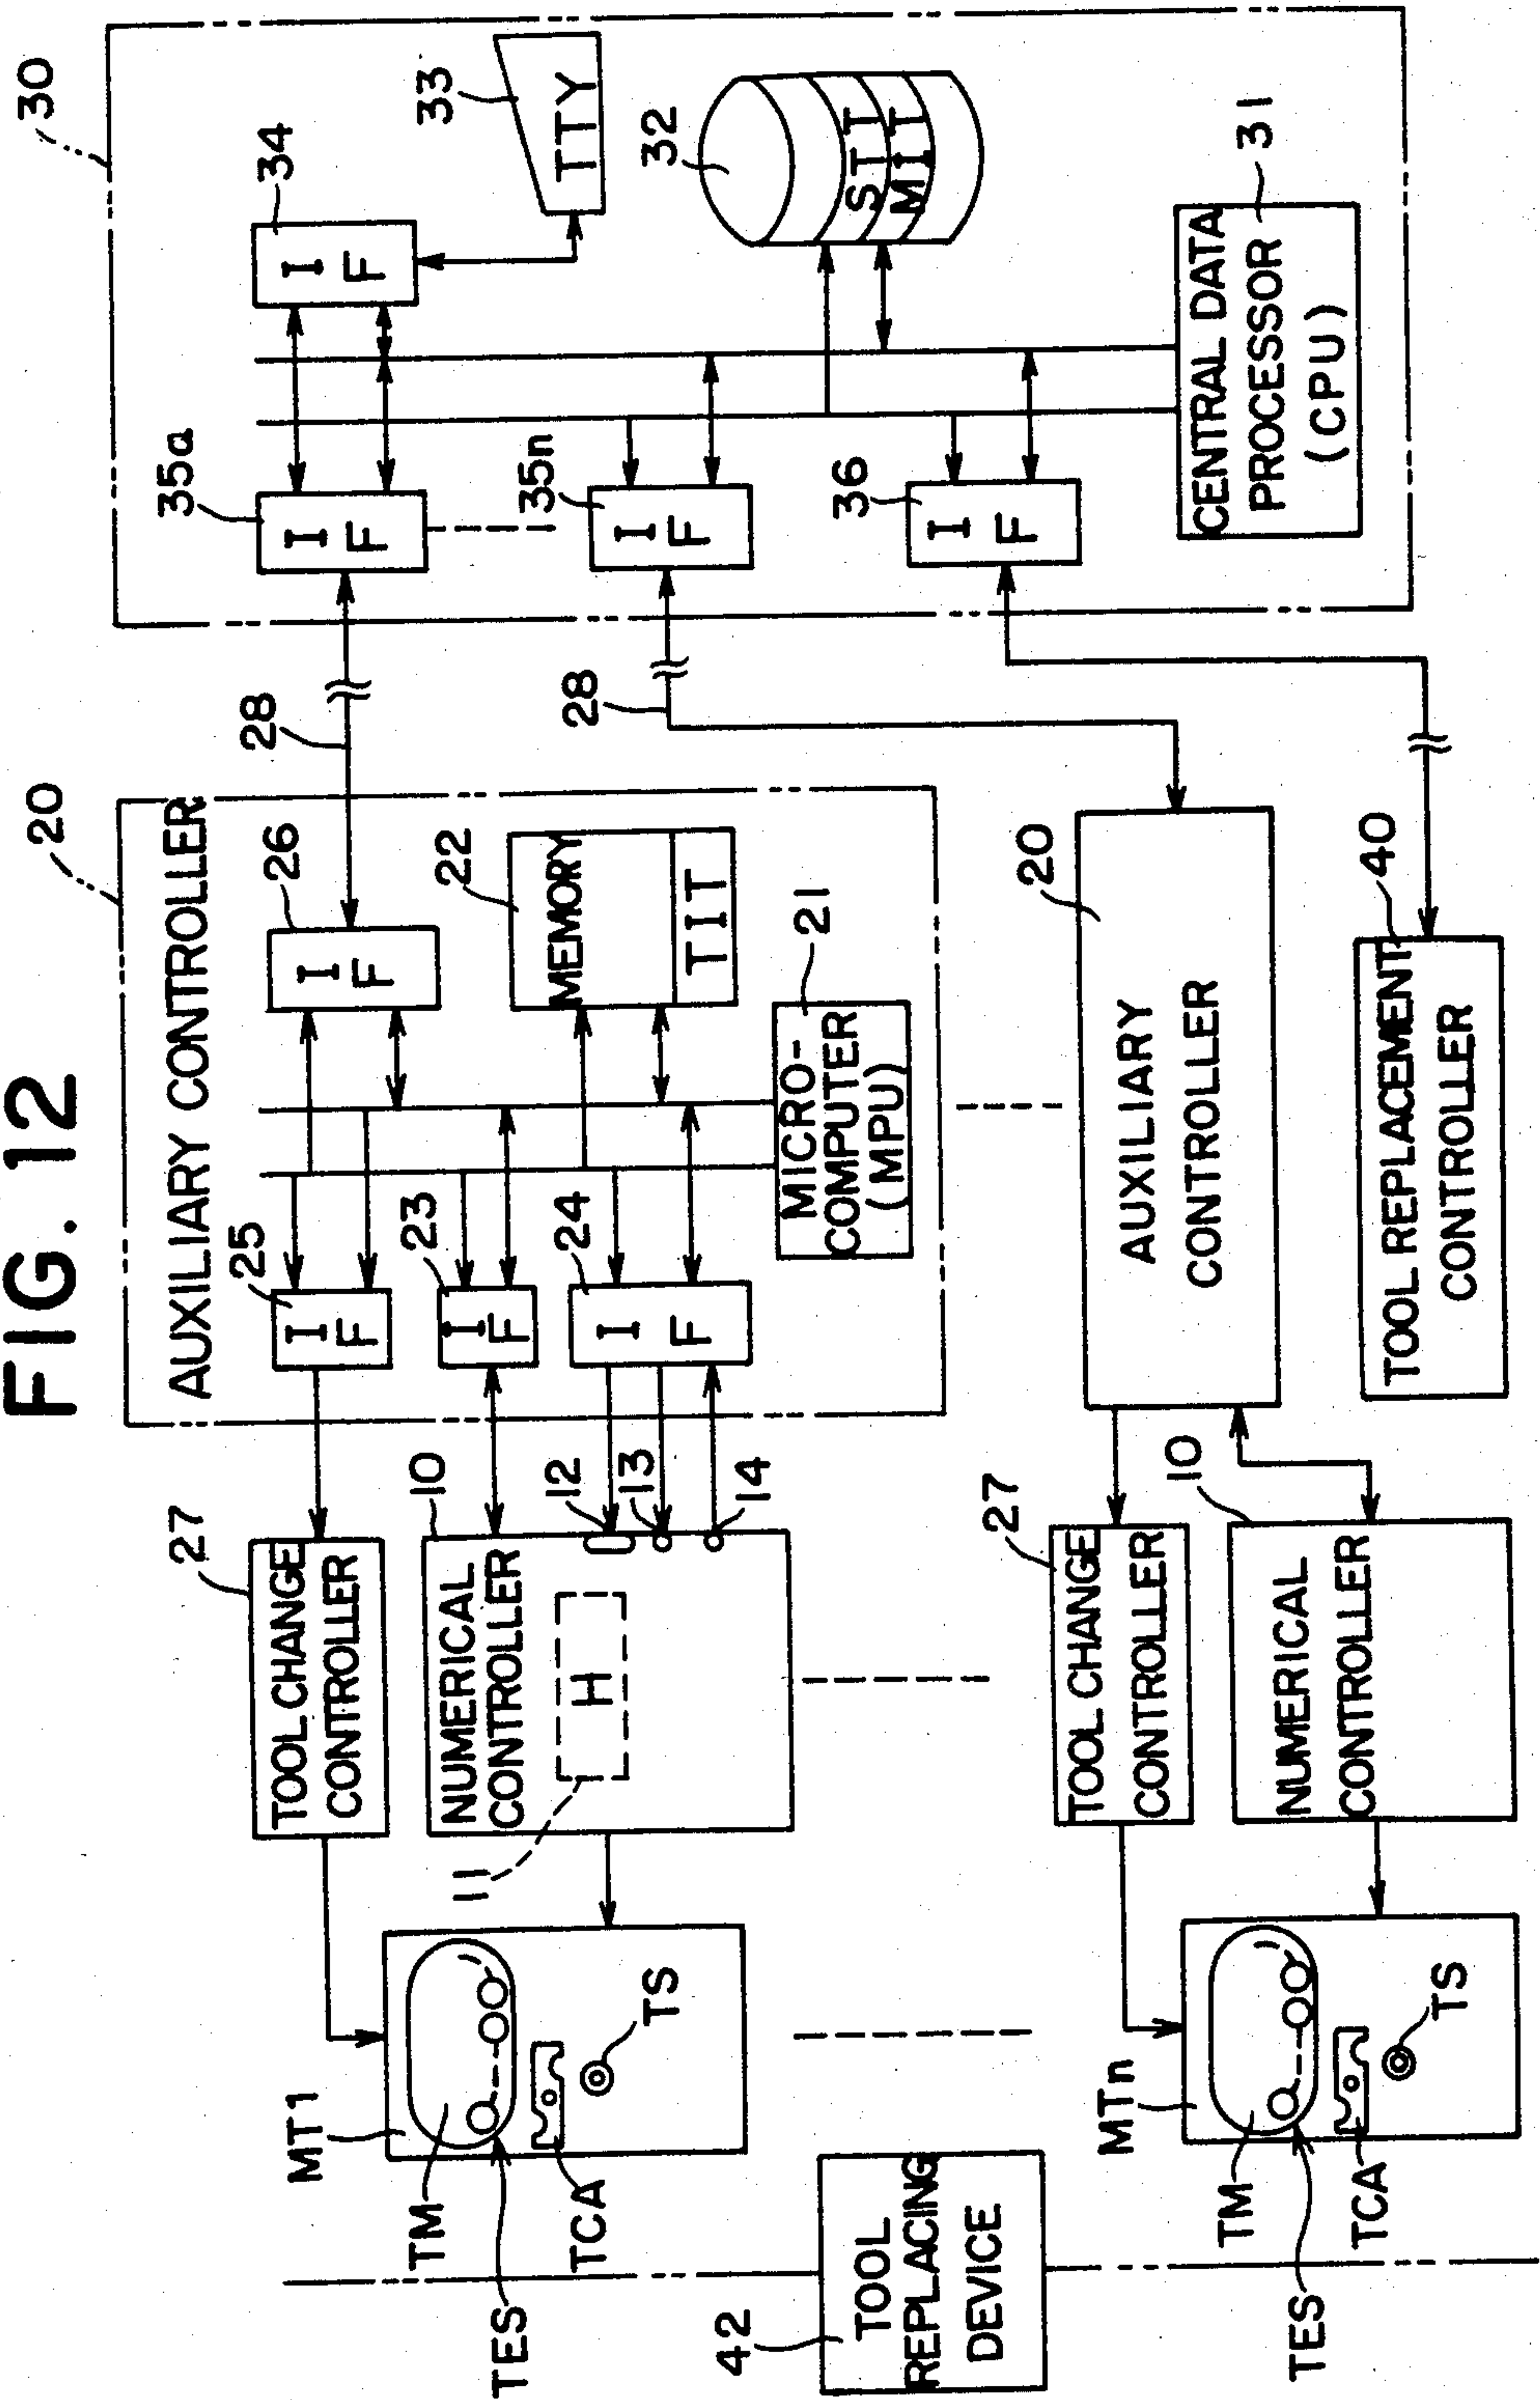 FIG. 12
20
AUXILIARY CONTROLLER
30
27
TOOL CHANGE
CONTROLLER
25
I
F
26
I
F
28
35a
I
F
34
I
F
MT1
TM
TES
TCA
TS
10
NUMERICAL
CONTROLLER
11
H
12
13
14
23
I
F
24
I
F
22
MEMORY
TIT
21
MICRO-
COMPUTER
(MPU)
33
TTY
35n
I
F
28
32
STT
MIT
36
I
F
31
CENTRAL DATA
PROCESSOR
(CPU)
42
TOOL
REPLACING
DEVICE
27
TOOL CHANGE
CONTROLLER
20
AUXILIARY
CONTROLLER
MTn
TM
TES
TCA
TS
10
NUMERICAL
CONTROLLER
40
TOOL REPLACEMENT
CONTROLLER